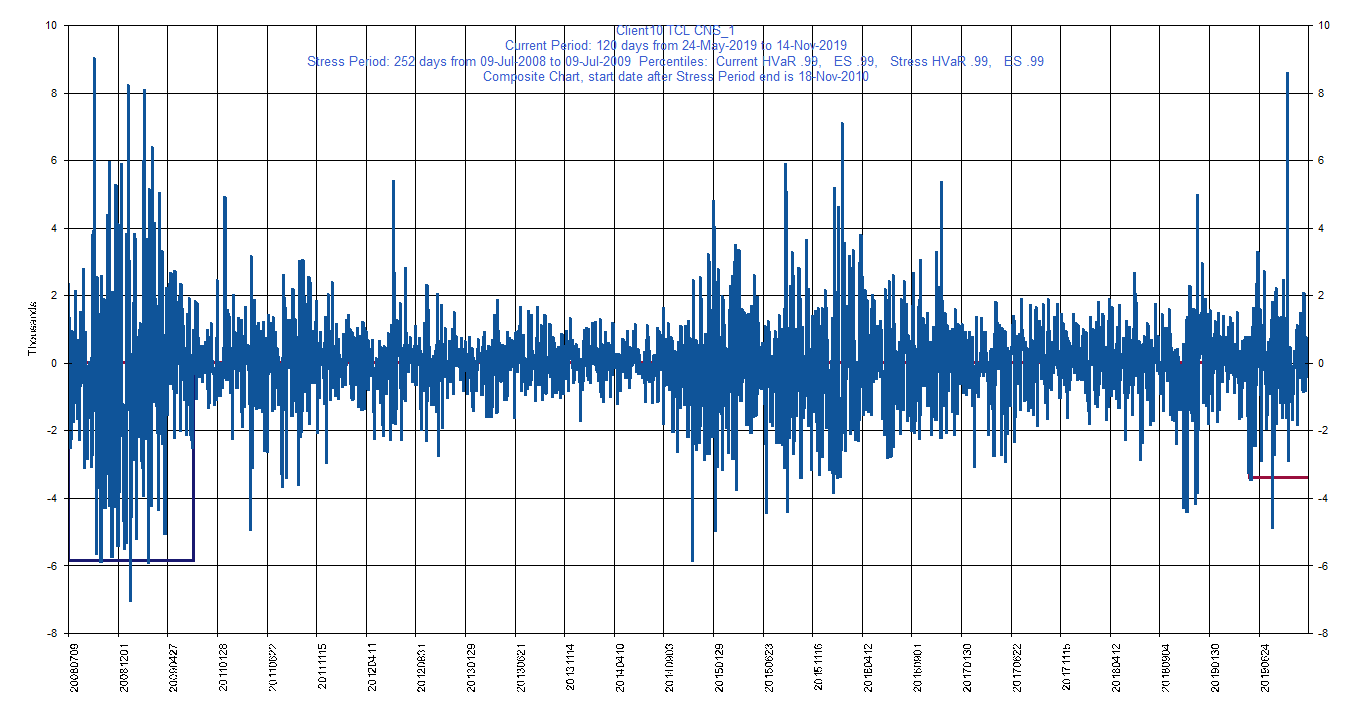 Client10 TCL CNS_1
Current Period: 120 days from 24-May-2019 to 14-Nov-2019
Stress Period: 252 days from 09-Jul-2008 to 09-Jul-2009 Percentiles: Current HVaR .99, ES .99, Stress HVaR .99, ES .99
Composite Chart, start date after Stress Period end is 18-Nov-2010
10 10
8 8
6 6
4 4
2 2
0 0
-2 -2
-4 -4
-6 -6
-8 -8
Thousands
20080709 20081201 20090427 20110128 20110622 20111115 20120411 20120831 20130129 20130621 20131114 20140410 20140903 20150129 20150623 20151116 20160412 20160901 20170130 20170622 20171115 20180412 20180904 20190130 20190624